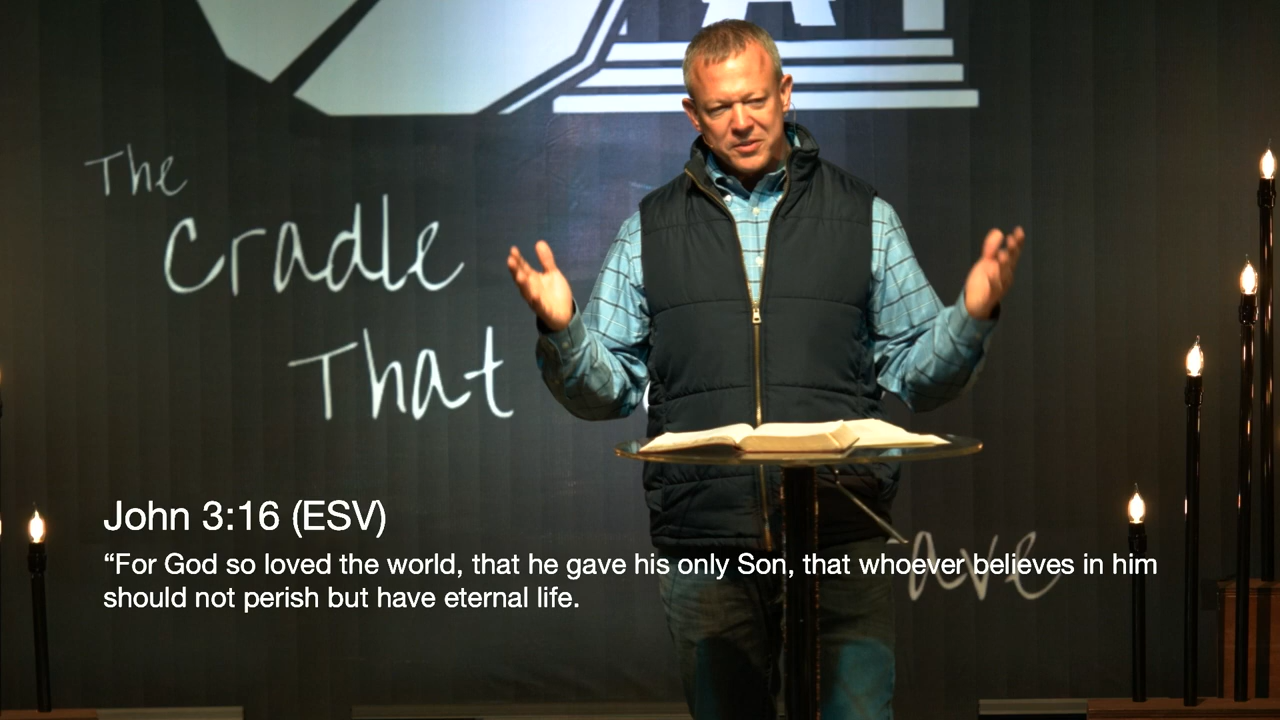 The
Cradle
That
John 3:16 (ESV)
“For God so loved the world, that he gave his only Son, that whoever believes in him
should not perish but have eternal life.